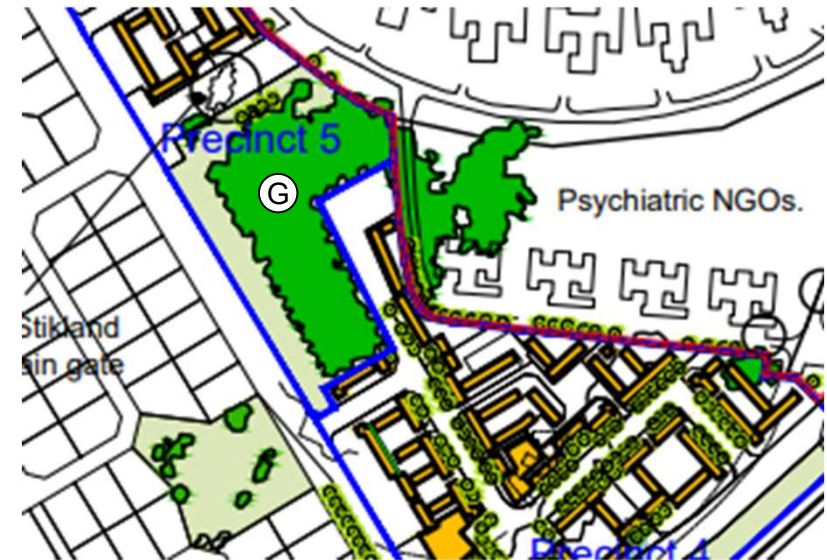 Precinct 5
G
Psychiatric NGOs.
Stikland
ain gate
Precinct 4